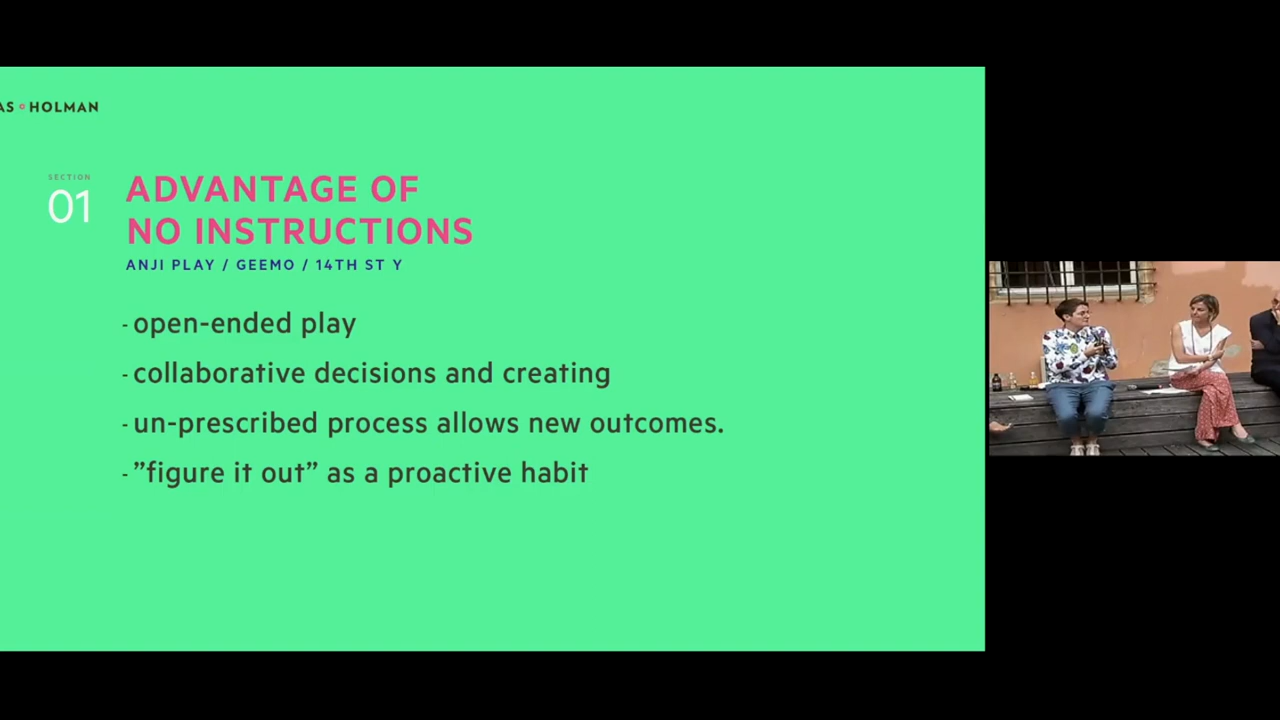 AS HOLMAN
SECTION
01
ADVANTAGE OF
NO INSTRUCTIONS
ANJI PLAY / GEEMO / 14TH ST Y
- open-ended play
- collaborative decisions and creating
- un-prescribed process allows new outcomes.
- ”figure it out” as a proactive habit